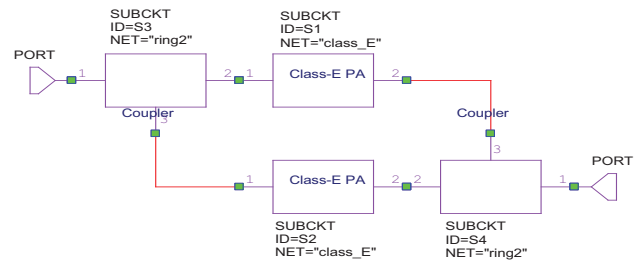 SUBCKT
ID=S3
NET="ring2"
SUBCKT
ID=S1
NET="class_E"
PORT
1
2
1
Class-E PA
2
Coupler
3
Coupler
3
PORT
1
Class-E PA
2
2
1
SUBCKT
ID=S2
NET="class_E"
SUBCKT
ID=S4
NET="ring2"